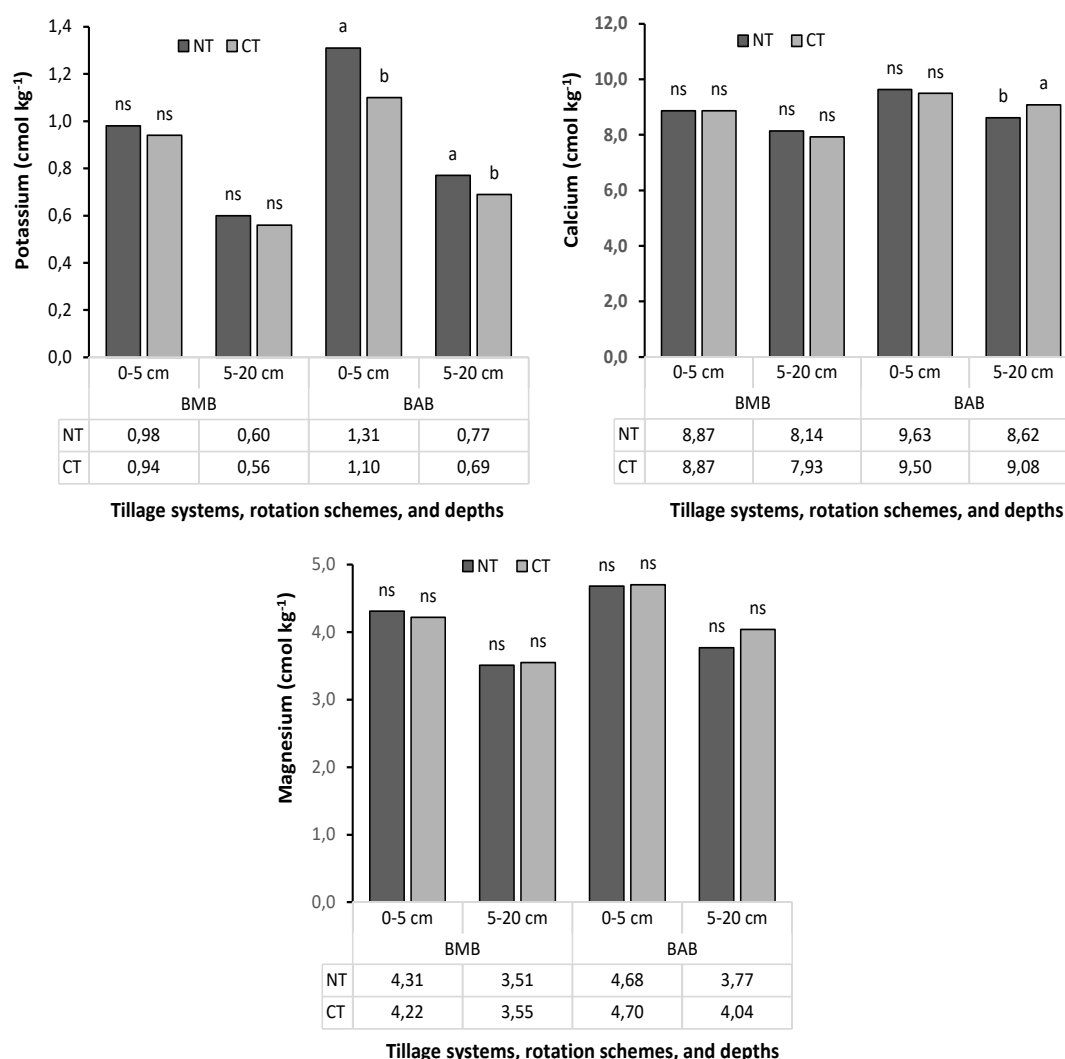 Potassium (cmol kg-1)
1,4
1,2
1,0
0,8
0,6
0,4
0,2
0,0
NT CT
ns ns
ns ns
a b
a b
0-5 cm 5-20 cm 0-5 cm 5-20 cm
BMB BAB
NT 0,98 0,60 1,31 0,77
CT 0,94 0,56 1,10 0,69
Tillage systems, rotation schemes, and depths
Calcium (cmol kg-1)
12,0
10,0
8,0
6,0
4,0
2,0
0,0
NT CT
ns ns
ns ns
ns ns
b a
0-5 cm 5-20 cm 0-5 cm 5-20 cm
BMB BAB
NT 8,87 8,14 9,63 8,62
CT 8,87 7,93 9,50 9,08
Tillage systems, rotation schemes, and depths
Magnesium (cmol kg-1)
5,0
4,0
3,0
2,0
1,0
0,0
NT CT
ns ns
ns ns
ns ns
ns ns
0-5 cm 5-20 cm 0-5 cm 5-20 cm
BMB BAB
NT 4,31 3,51 4,68 3,77
CT 4,22 3,55 4,70 4,04
Tillage systems, rotation schemes, and depths